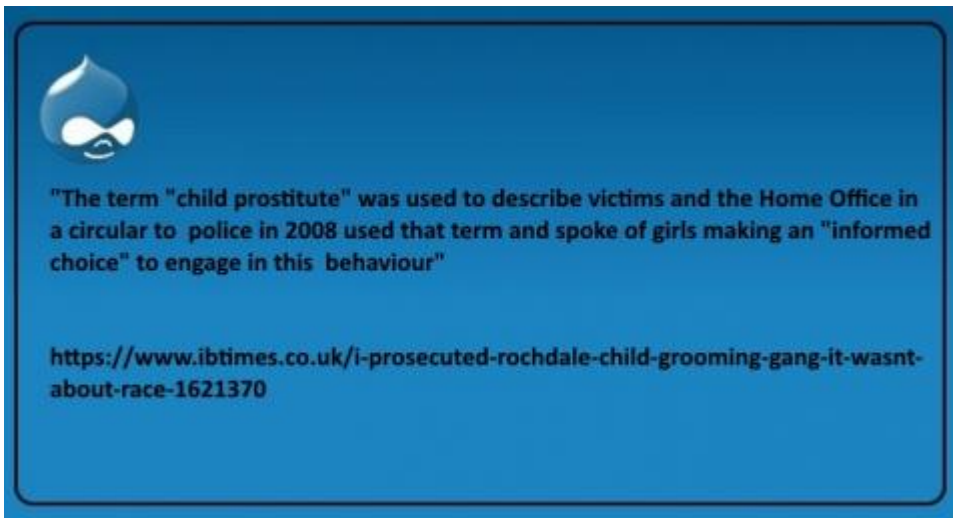 "The term "child prostitute" was used to describe victims and the Home Office in
a circular to  police in 2008 used that term and spoke of girls making an "informed
choice" to engage in this  behaviour"
https://www.ibtimes.co.uk/i-prosecuted-rochdale-child-grooming-gang-it-wasnt-
about-race-1621370